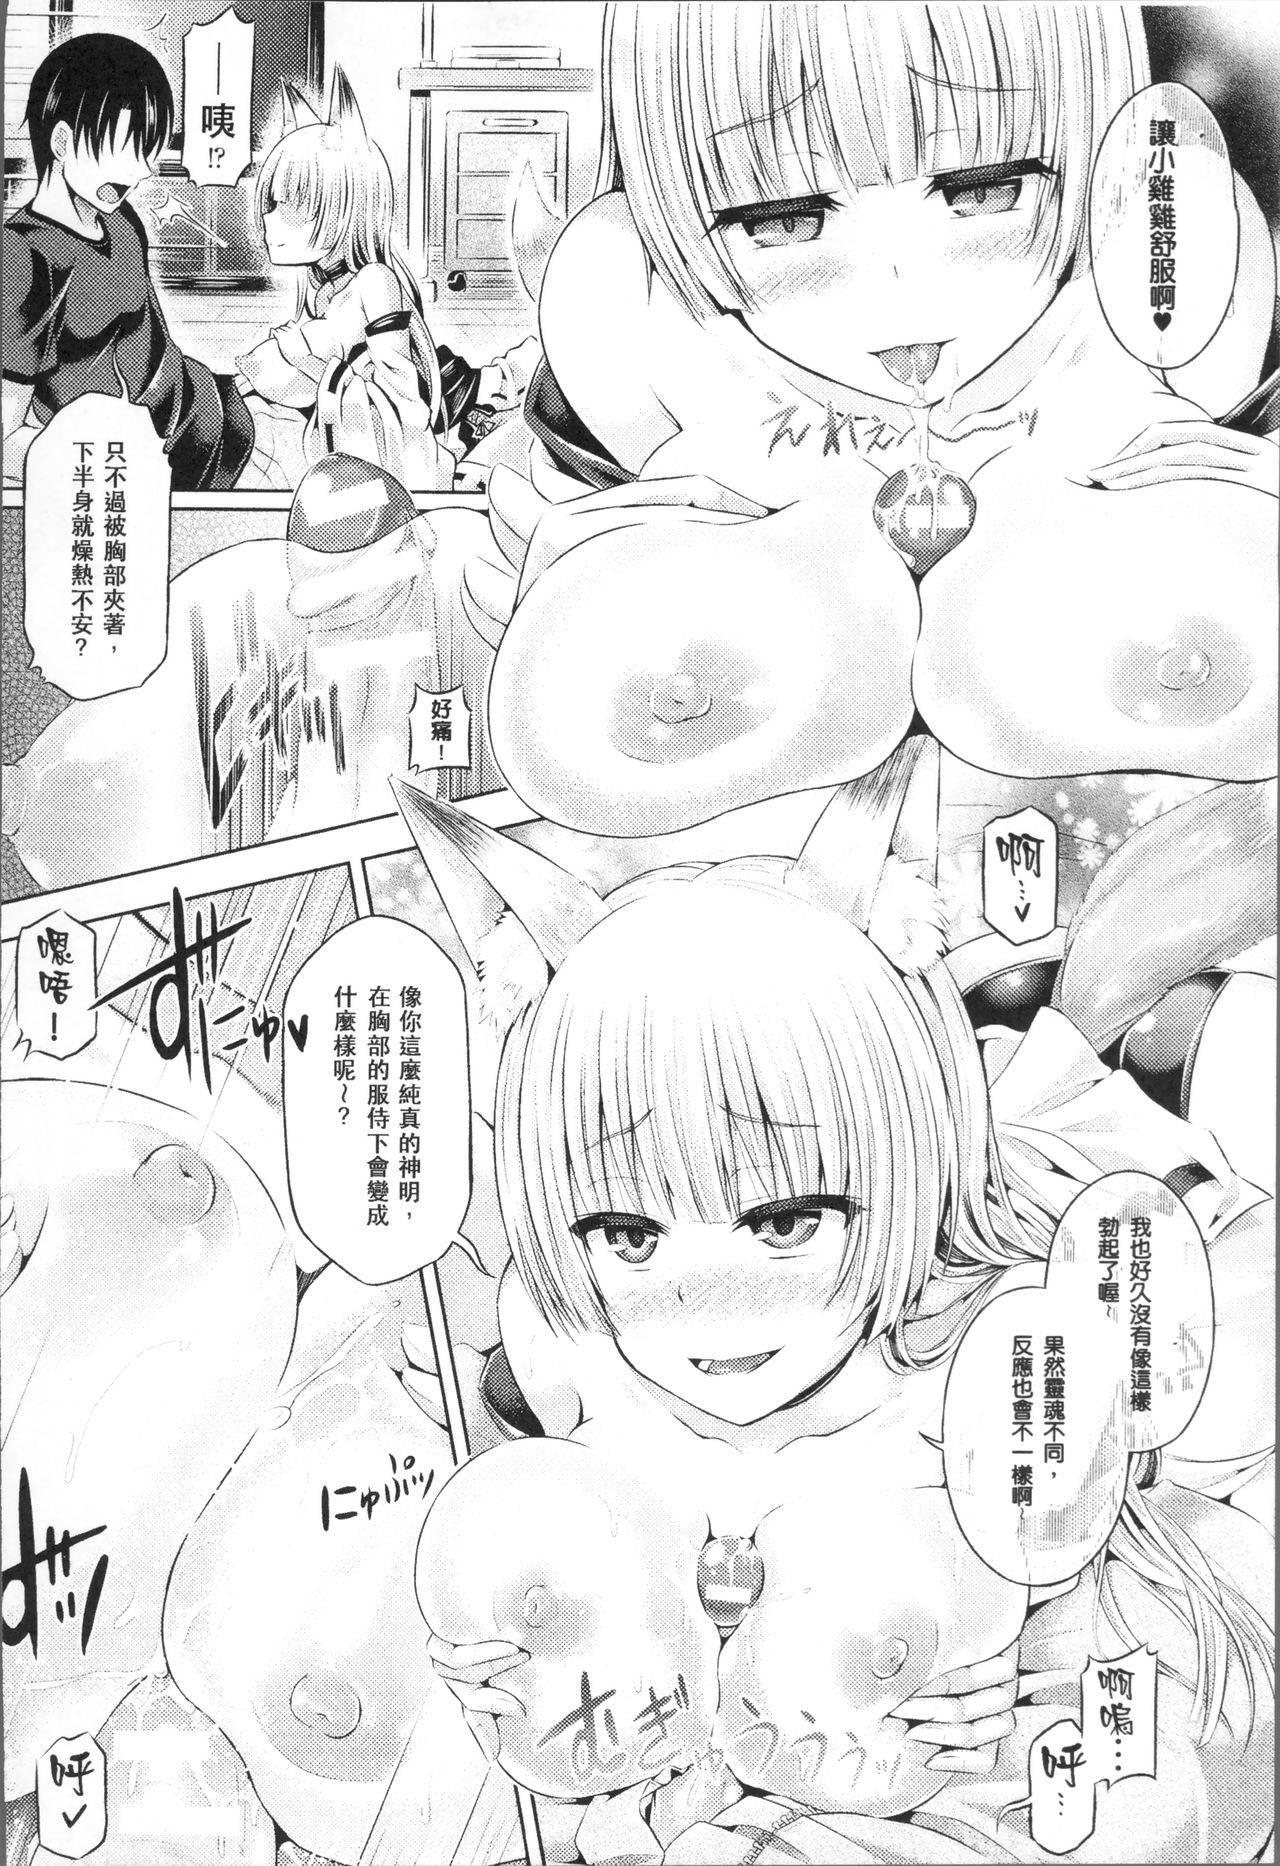 讓小雞雞舒服啊♥
えれえ～～ッ
——咦!?
只不過被胸部夾著，
下半身就燥熱不安？
好痛！
啊…♥
我也好久沒有像這樣
勃起了喔~
果然靈魂不同，
反應也會不一樣啊~
像你這麼純真的神明，
在胸部的服侍下會變成
什麼樣呢～？
嗯唔！
にゅ♥
にゅぷッ
むぎゅうううッ
啊嗚…
呼…♥
呼♥